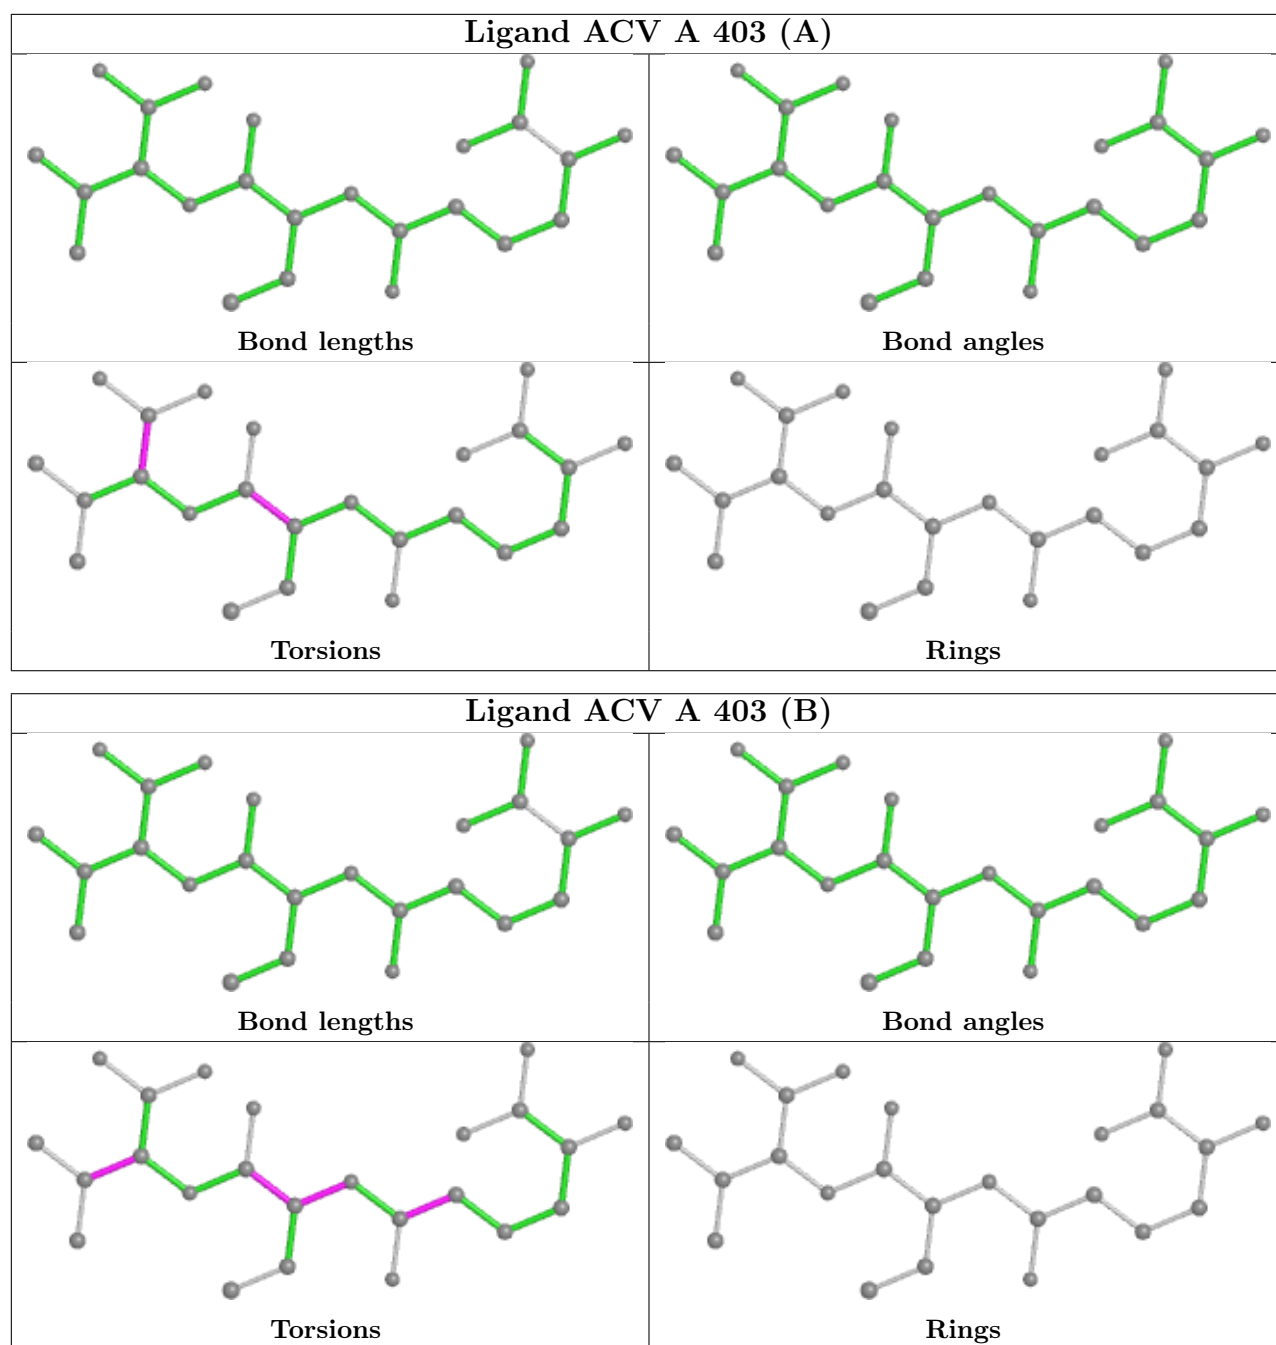 Ligand ACV A 403 (A)
Bond lengths
Bond angles
Torsions
Rings
Ligand ACV A 403 (B)
Bond lengths
Bond angles
Torsions
Rings